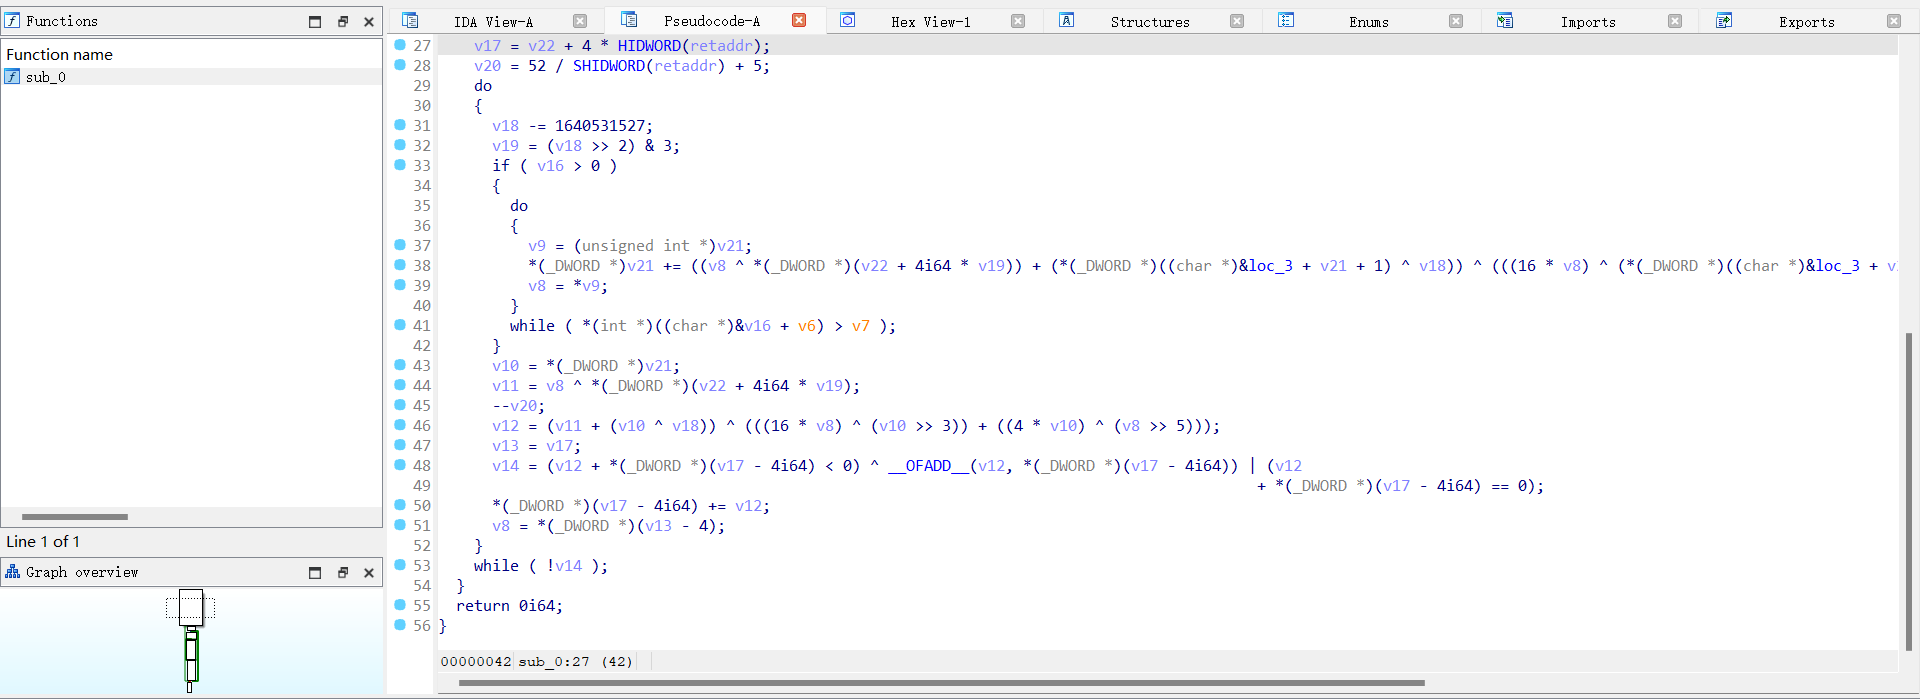 Functions
Function name
sub_0
Line 1 of 1
Graph overview
IDA View-A
Pseudocode-A
Hex View-1
Structures
Enums
Imports
Exports
27 v17 = v22 + 4 * HIDWORD(retaddr);
28 v20 = 52 / SHIDWORD(retaddr) + 5;
29 do
30 {
31 v18 -= 1640531527;
32 v19 = (v18 >> 2) & 3;
33 if ( v16 > 0 )
34 {
35 do
36 {
37 v9 = (unsigned int *)v21;
38 *(_DWORD *)v21 += ((v8 ^ *(_DWORD *)(v22 + 4i64 * v19)) + (*(_DWORD *)((char *)&loc_3 + v21 + 1) ^ v18)) ^ (((16 * v8) ^ (*(_DWORD *)((char *)&loc_3 + v
39 v8 = *v9;
40 }
41 while ( *(int *)((char *)&v16 + v6) > v7 );
42 }
43 v10 = *(_DWORD *)v21;
44 v11 = v8 ^ *(_DWORD *)(v22 + 4i64 * v19);
45 --v20;
46 v12 = (v11 + (v10 ^ v18)) ^ (((16 * v8) ^ (v10 >> 3)) + ((4 * v10) ^ (v8 >> 5)));
47 v13 = v17;
48 v14 = (v12 + *(_DWORD *)(v17 - 4i64) < 0) ^ __OFADD__(v12, *(_DWORD *)(v17 - 4i64)) | (v12
49 + *(_DWORD *)(v17 - 4i64) == 0);
50 *(_DWORD *)(v17 - 4i64) += v12;
51 v8 = *(_DWORD *)(v13 - 4);
52 }
53 while ( !v14 );
54 }
55 return 0i64;
56 }
00000042 sub_0:27 (42)